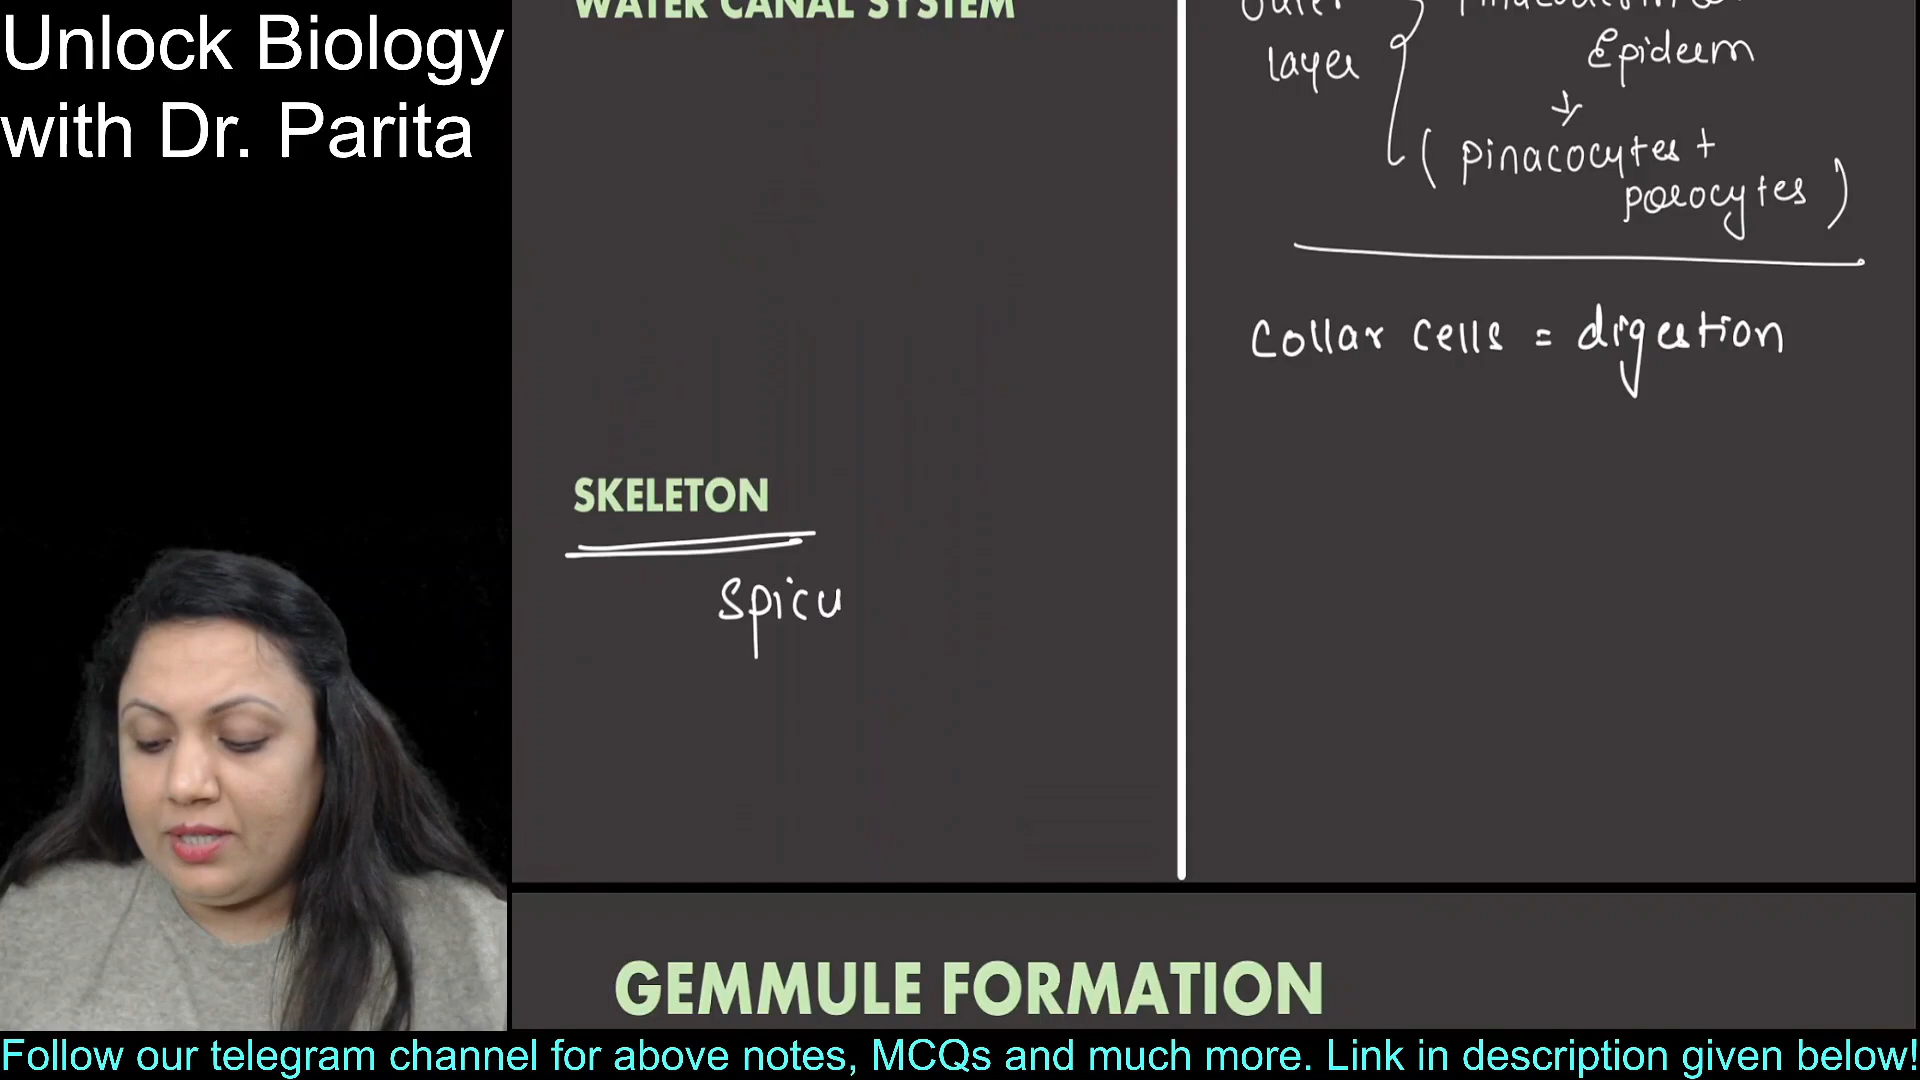 Unlock Biology
with Dr. Parita
WATER CANAL SYSTEM
SKELETON
Spicu
outer
layer
Epiderm
( pinacocytes +
porocytes )
Collar cells = digestion
GEMMULE FORMATION
Follow our telegram channel for above notes, MCQs and much more. Link in description given below!